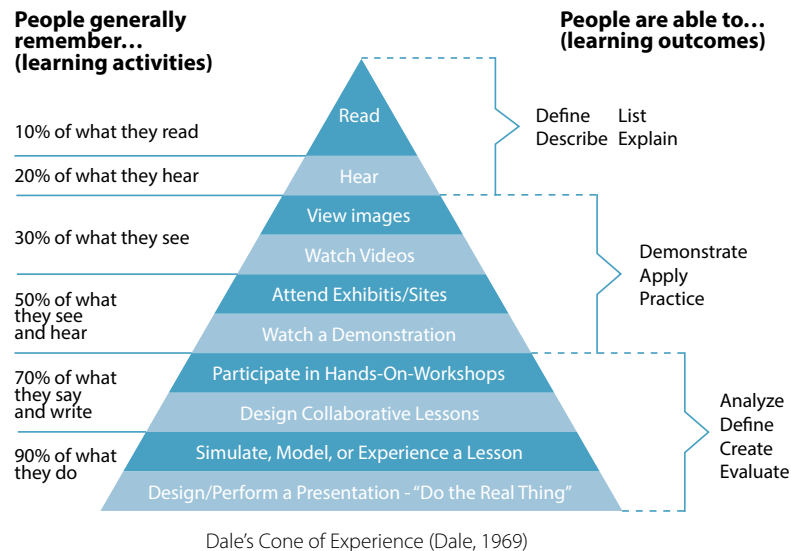 People generally
remember…
(learning activities)
People are able to…
(learning outcomes)
10% of what they read
20% of what they hear
30% of what they see
50% of what
they see
and hear
70% of what
they say
and write
90% of what
they do
Read
Hear
View images
Watch Videos
Attend Exhibitis/Sites
Watch a Demonstration
Participate in Hands-On-Workshops
Design Collaborative Lessons
Simulate, Model, or Experience a Lesson
Design/Perform a Presentation - “Do the Real Thing”
Define List
Describe Explain
Demonstrate
Apply
Practice
Analyze
Define
Create
Evaluate
Dale’s Cone of Experience (Dale, 1969)